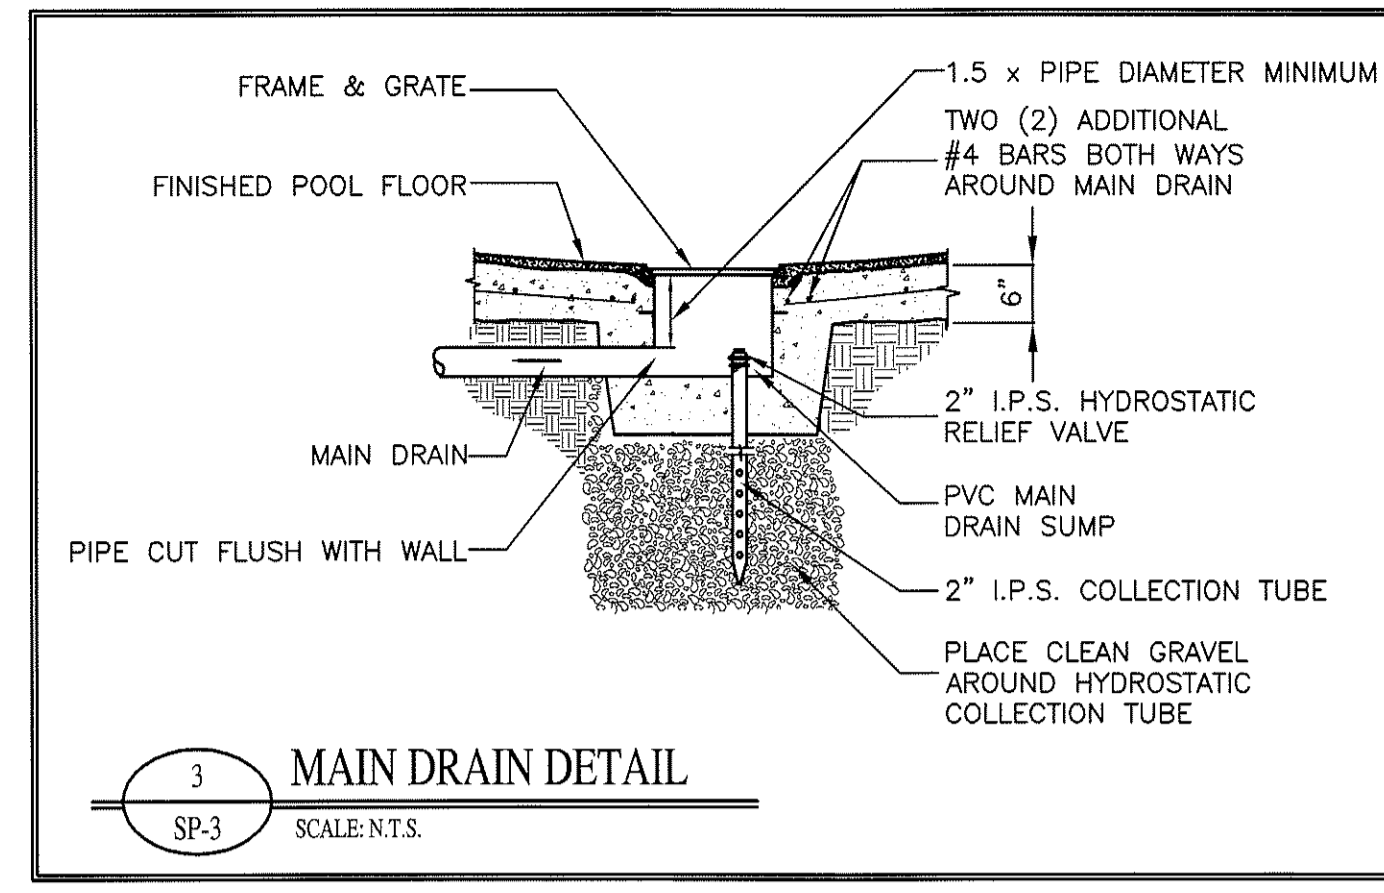 FRAME & GRATE
FINISHED POOL FLOOR
MAIN DRAIN
PIPE CUT FLUSH WITH WALL
1.5 x PIPE DIAMETER MINIMUM
TWO (2) ADDITIONAL
#4 BARS BOTH WAYS
AROUND MAIN DRAIN
6"
2" I.P.S. HYDROSTATIC
RELIEF VALVE
PVC MAIN
DRAIN SUMP
2" I.P.S. COLLECTION TUBE
PLACE CLEAN GRAVEL
AROUND HYDROSTATIC
COLLECTION TUBE
3
SP-3
MAIN DRAIN DETAIL
SCALE: N.T.S.